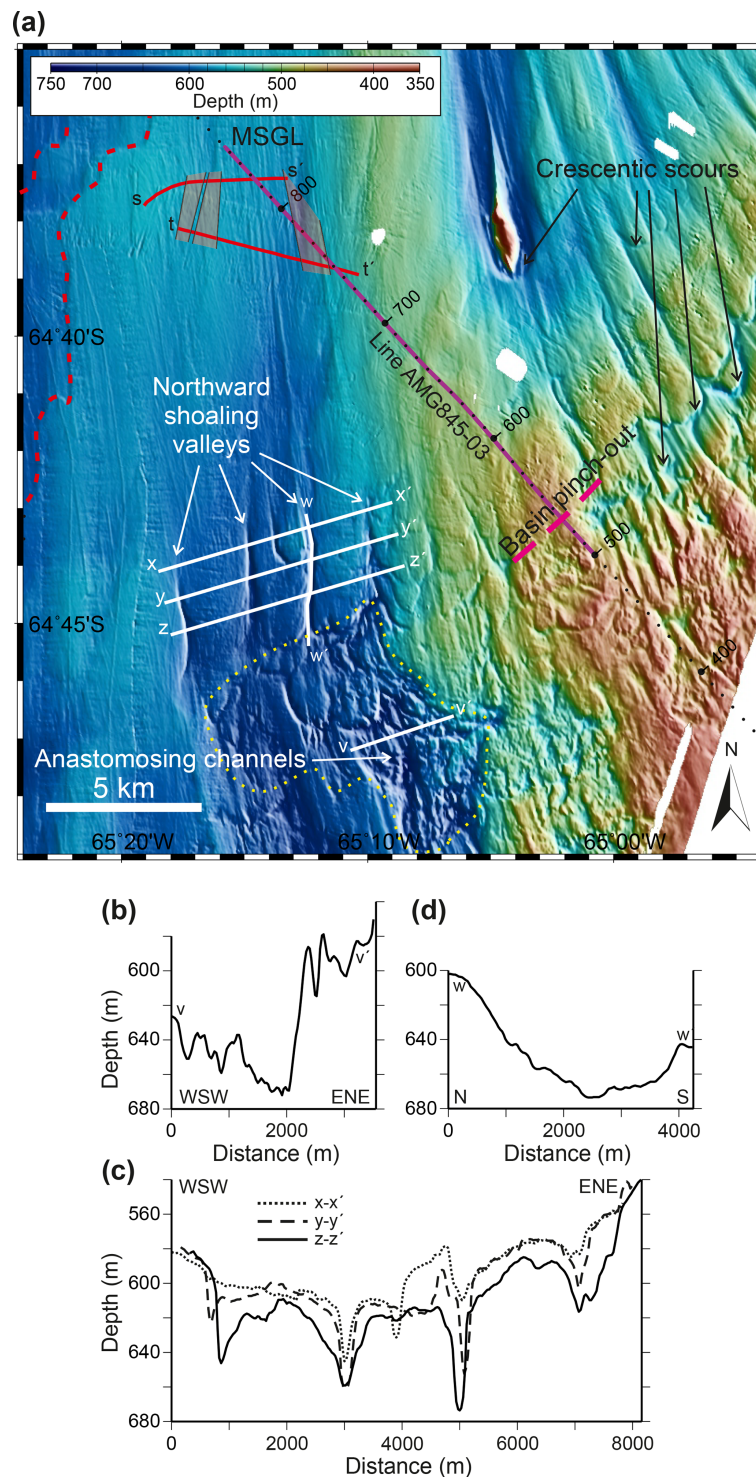 (a)
750 700 600 500 400 350
Depth (m)
MSGL
s
s´
800
t
t´
Crescentic scours
700
64˚40'S
Line AMG845-03
600
Northward
shoaling
valleys
Basin pinch-out
w
x´
500
y´
x
z´
y
64˚45'S
z
w´
400
v
v
N
Anastomosing channels
5 km
65˚20'W
65˚10'W
65˚00'W
(b)
(d)
600
640
680
Depth (m)
v
v´
WSW
ENE
0 2000
Distance (m)
600
640
680
w
w´
N
S
0 2000 4000
Distance (m)
(c)
WSW
ENE
x-x´
y-y´
z-z´
560
600
640
680
Depth (m)
0 2000 4000 6000 8000
Distance (m)